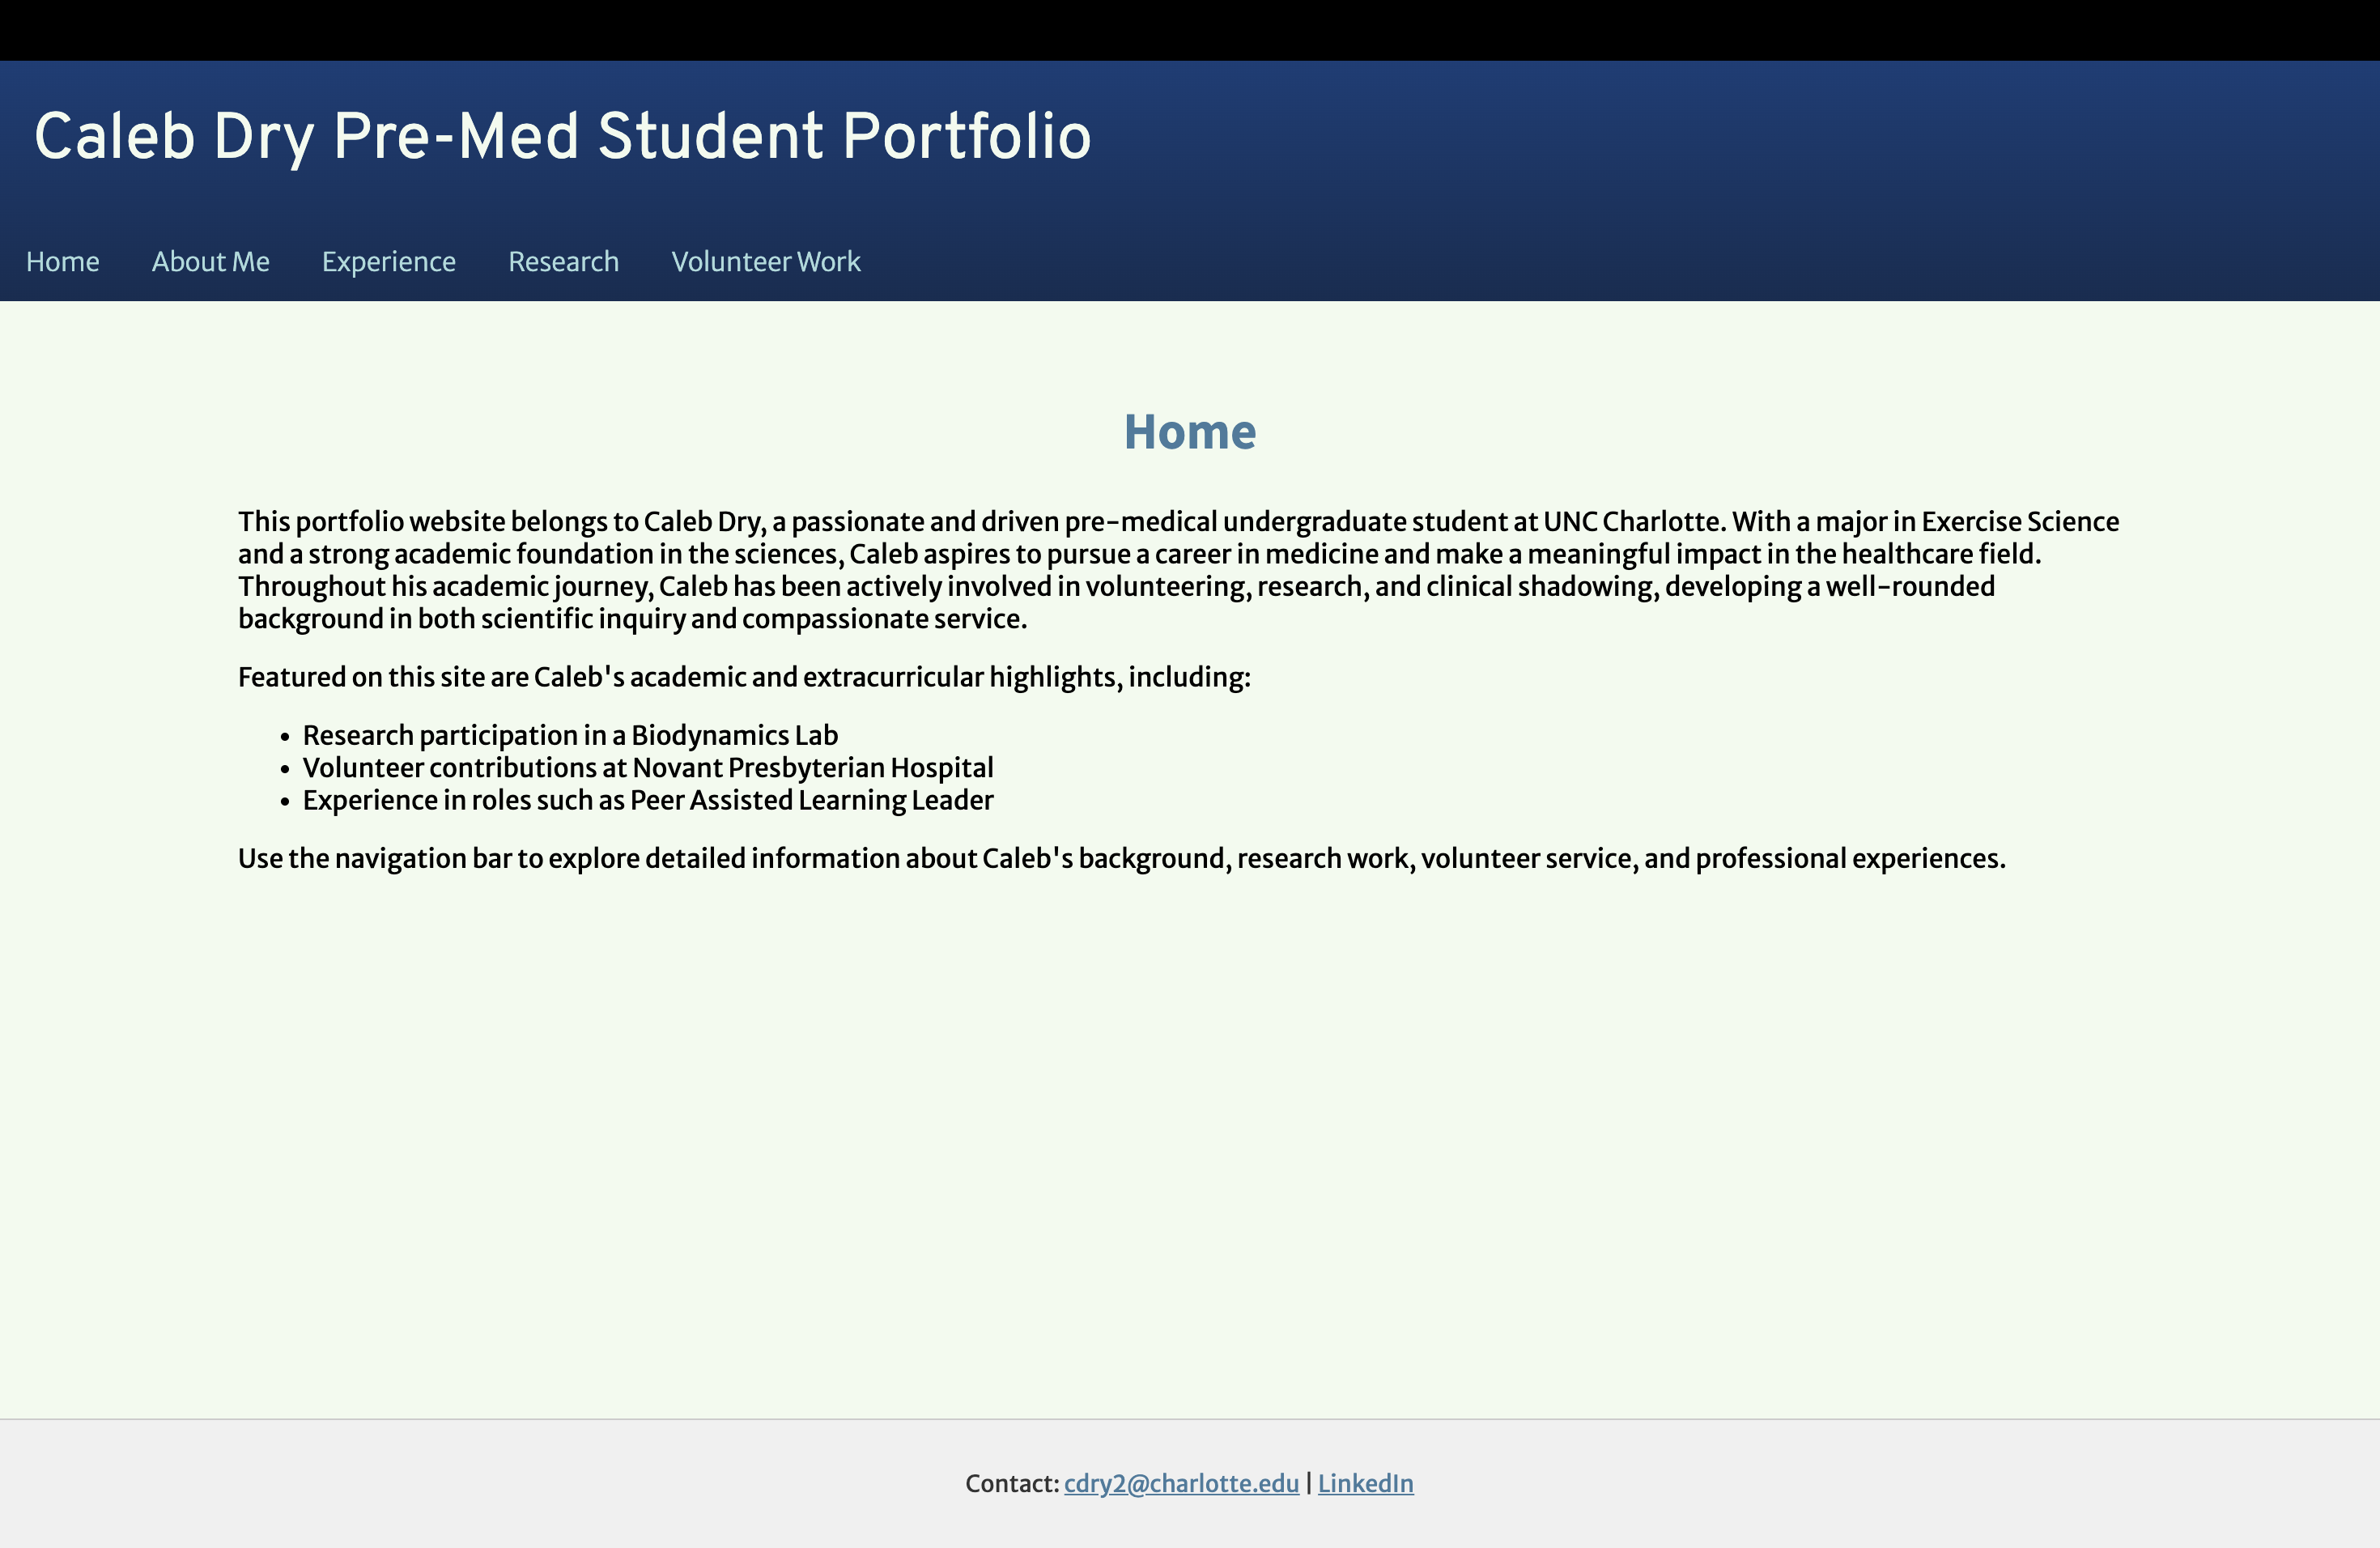 Caleb Dry Pre-Med Student Portfolio
Home About Me Experience Research Volunteer Work
Home
This portfolio website belongs to Caleb Dry, a passionate and driven pre-medical undergraduate student at UNC Charlotte. With a major in Exercise Science
and a strong academic foundation in the sciences, Caleb aspires to pursue a career in medicine and make a meaningful impact in the healthcare field.
Throughout his academic journey, Caleb has been actively involved in volunteering, research, and clinical shadowing, developing a well-rounded
background in both scientific inquiry and compassionate service.
Featured on this site are Caleb's academic and extracurricular highlights, including:
• Research participation in a Biodynamics Lab
• Volunteer contributions at Novant Presbyterian Hospital
• Experience in roles such as Peer Assisted Learning Leader
Use the navigation bar to explore detailed information about Caleb's background, research work, volunteer service, and professional experiences.
Contact: cdry2@charlotte.edu | LinkedIn